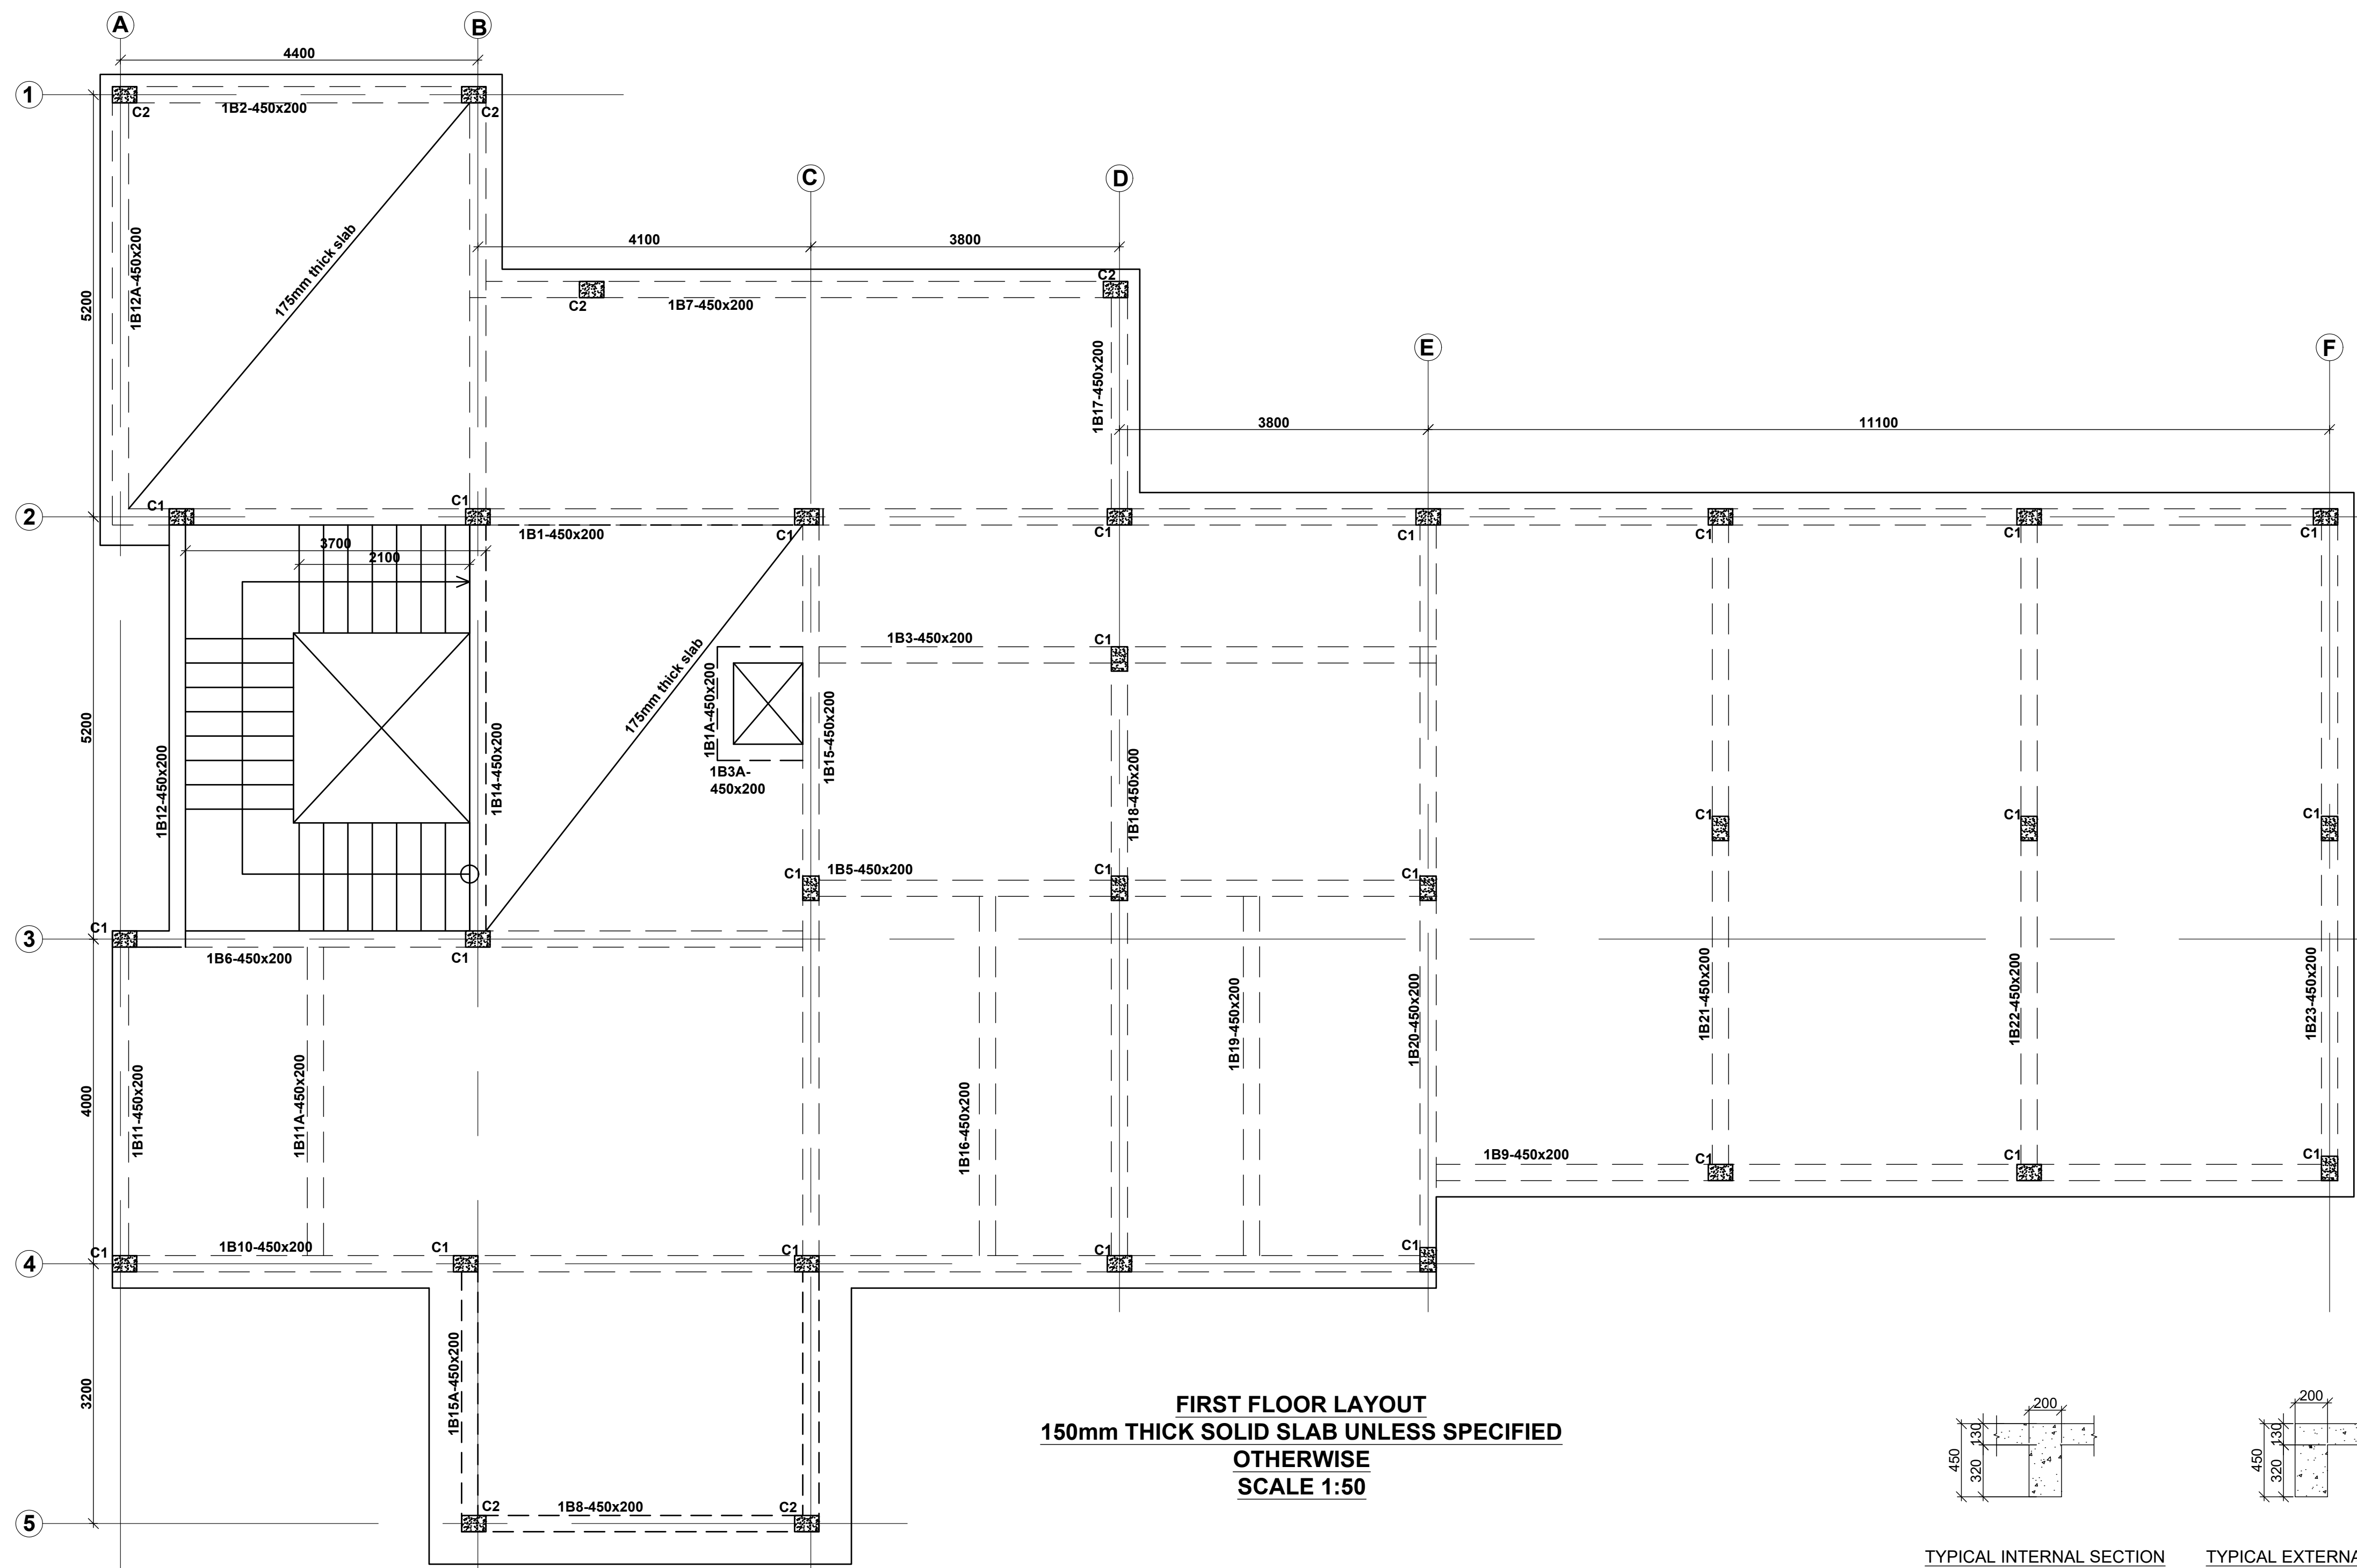 A
B
4400
1
1B2-450x200
C2
C2
C
D
4100
3800
5200
1B12A-450x200
175mm thick slab
C2
C2
1B7-450x200
1B17-450x200
E
F
3800
11100
2
C1
C1
1B1-450x200
C1
C1
C1
C1
C1
C1
3700
2100
5200
1B12-450x200
1B14-450x200
175mm thick slab
1B1A-450x200
1B3A-
450x200
1B15-450x200
1B3-450x200
C1
1B18-450x200
C1
C1
C1
C1
1B5-450x200
C1
C1
3
C1
1B6-450x200
C1
4000
1B11-450x200
1B11A-450x200
1B16-450x200
1B19-450x200
1B20-450x200
1B21-450x200
1B22-450x200
1B23-450x200
1B9-450x200
C1
C1
C1
4
C1
1B10-450x200
C1
C1
C1
C1
3200
1B15A-450x200
5
C2
1B8-450x200
C2
FIRST FLOOR LAYOUT
150mm THICK SOLID SLAB UNLESS SPECIFIED
OTHERWISE
SCALE 1:50
200
450
130
320
TYPICAL INTERNAL SECTION
200
450
130
320
TYPICAL EXTERNA